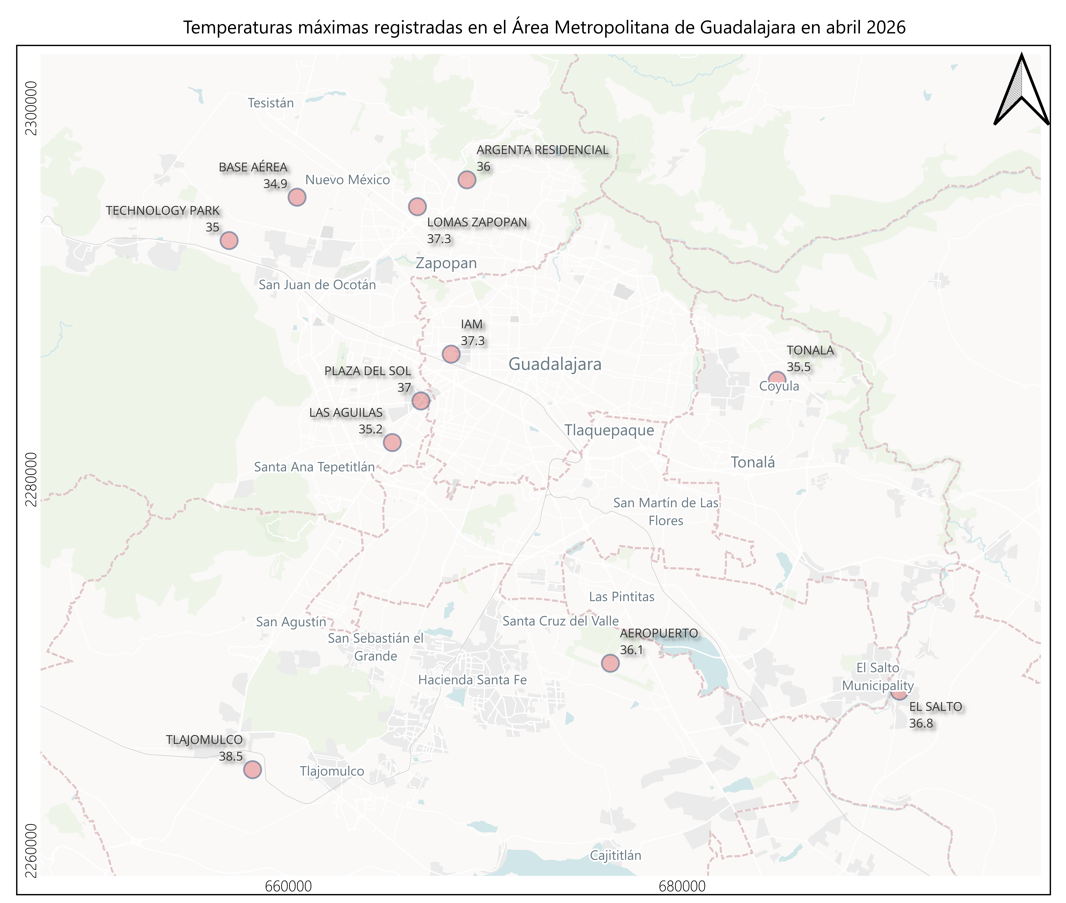 Temperaturas máximas registradas en el Área Metropolitana de Guadalajara en abril 2026
2300000
Tesistán
ARGENTA RESIDENCIAL
36
BASE AÉREA
34.9
Nuevo México
TECHNOLOGY PARK
35
LOMAS ZAPOPAN
37.3
Zapopan
San Juan de Ocotán
IAM
37.3
Guadalajara
TONALA
35.5
Coyula
PLAZA DEL SOL
37
LAS AGUILAS
35.2
Tlaquepaque
Santa Ana Tepetitlán
Tonalá
2280000
San Martín de Las
Flores
Las Pintitas
San Agustín
Santa Cruz del Valle
San Sebastián el
Grande
AEROPUERTO
36.1
Hacienda Santa Fe
El Salto
Municipality
EL SALTO
36.8
TLAJOMULCO
38.5
Tlajomulco
2260000
Cajititlán
660000
680000